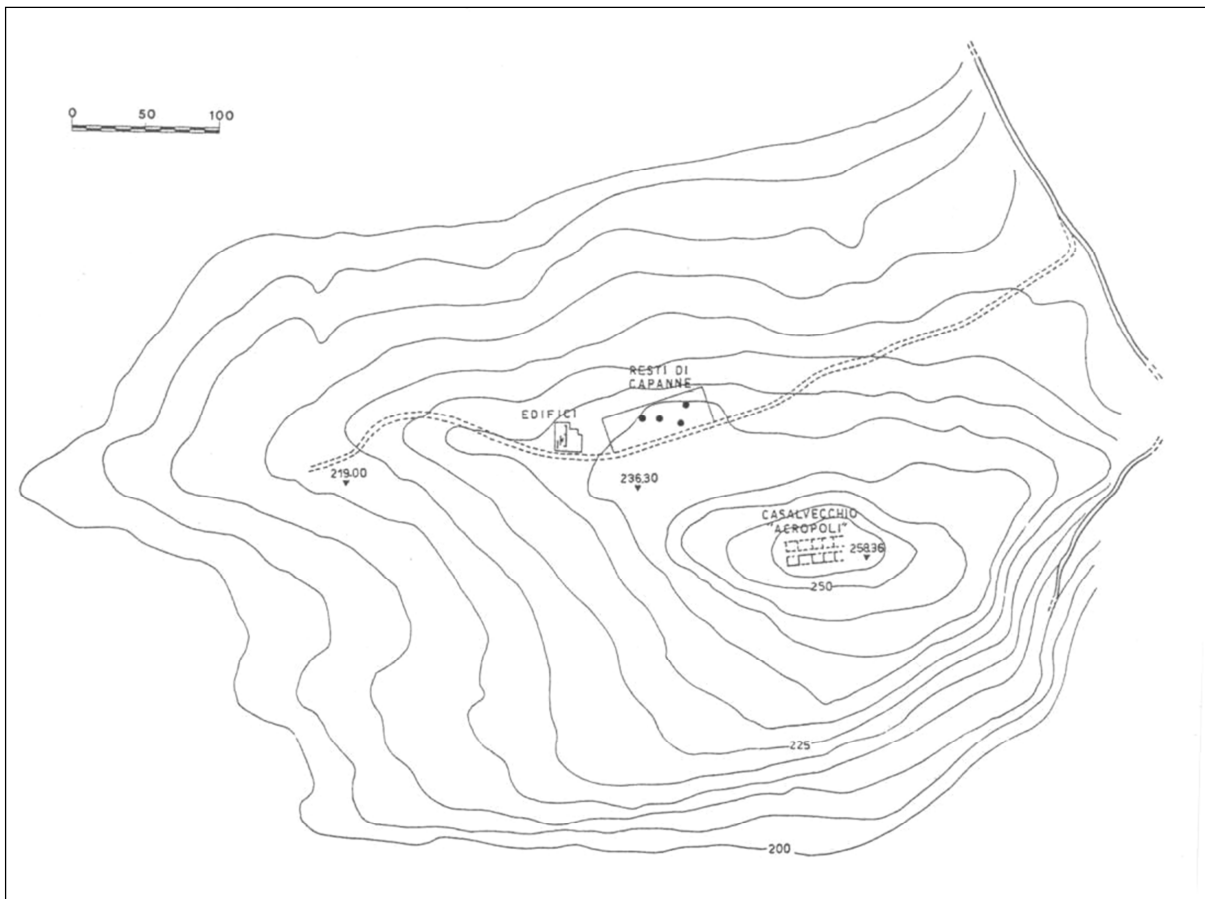 0 50 100
RESTI DI
CAPANNE
EDIFICI
219.00
236.30
CASALVECCHIO
"ACROPOLI"
258.36
250
225
200